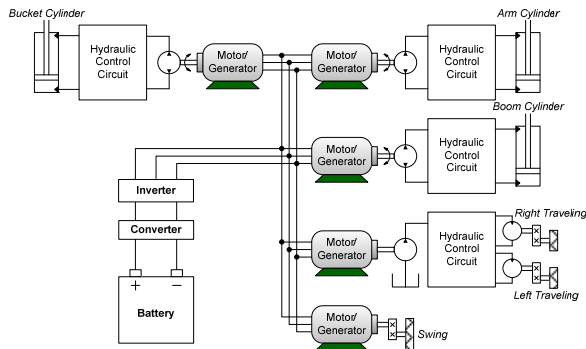 Bucket Cylinder
Hydraulic
Control
Circuit
Motor/
Generator
Motor/
Generator
Hydraulic
Control
Circuit
Arm Cylinder
Boom Cylinder
Motor/
Generator
Hydraulic
Control
Circuit
Inverter
Converter
+ −
Battery
Motor/
Generator
Hydraulic
Control
Circuit
Right Traveling
Left Traveling
Motor/
Generator
Swing